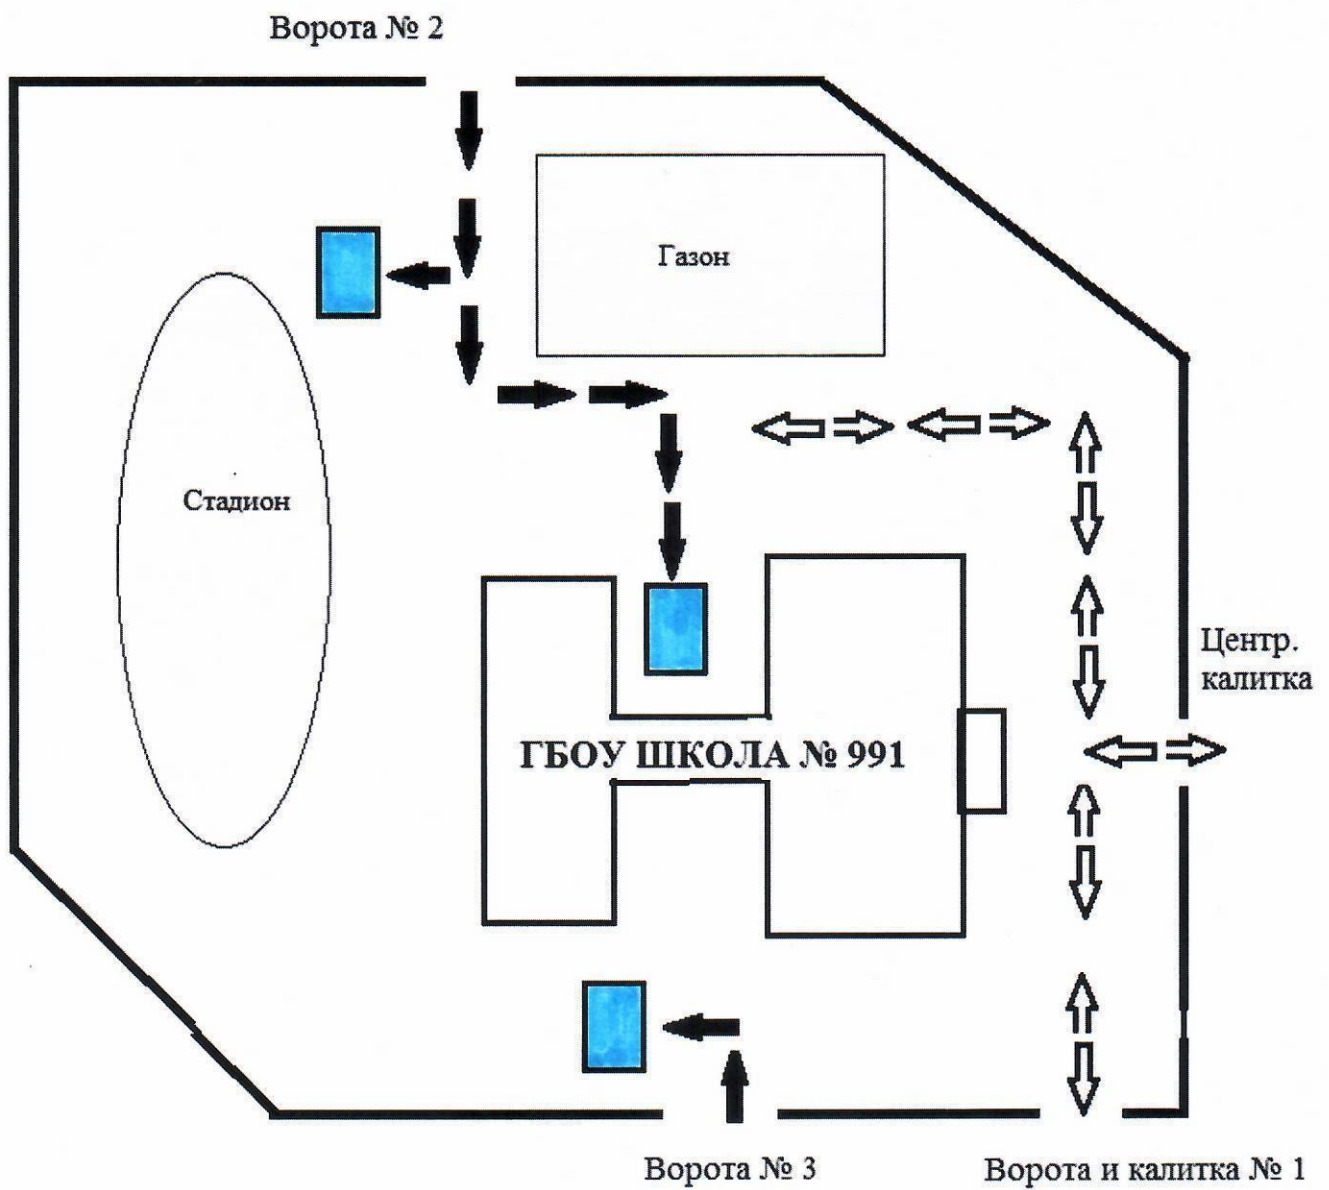 Ворота № 2
Газон
Стадион
Центр.
калитка
ГБОУ ШКОЛА № 991
Ворота № 3
Ворота и калитка № 1